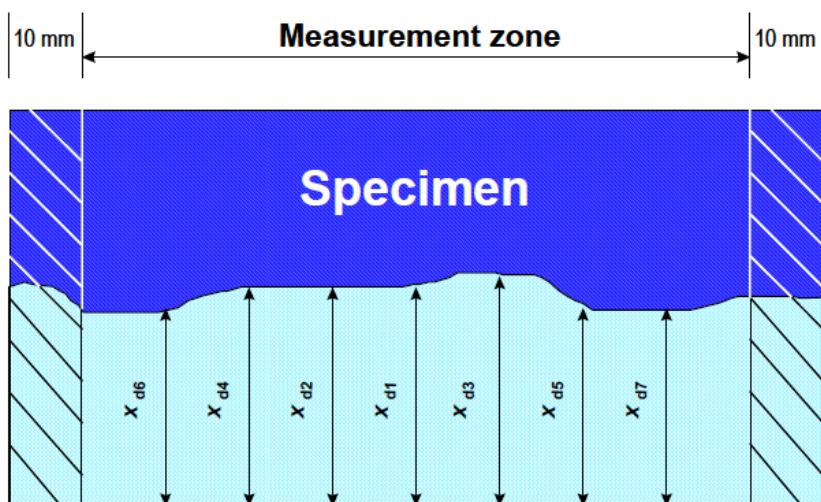 10 mm Measurement zone 10 mm
Specimen
x d6 x d4 x d2 x d1 x d3 x d5 x d7